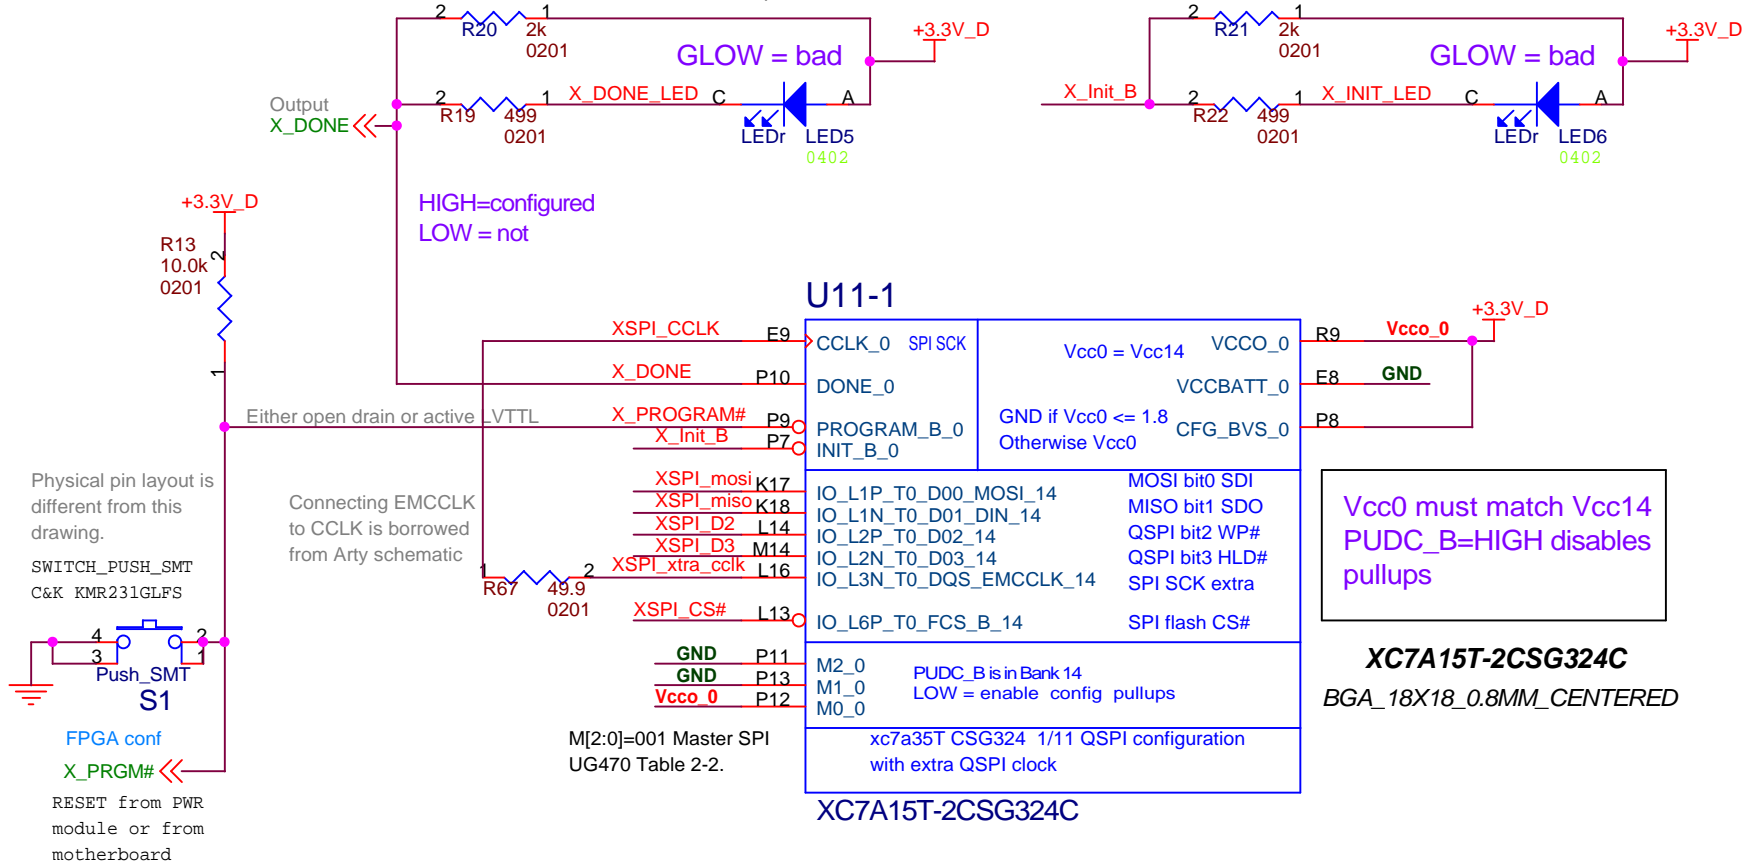 2 R20 1 2k 0201
+3.3V_D
GLOW = bad
Output
X_DONE
2 R19 1 499 0201
X_DONE_LED C A
LEDr LED5
0402
2 R21 1 2k 0201
+3.3V_D
GLOW = bad
X_Init_B
2 R22 1 499 0201
X_INIT_LED C A
LEDr LED6
0402
HIGH=configured
LOW = not
+3.3V_D
R13
10.0k
0201
2
1
U11-1
XSPI_CCLK E9 CCLK_0 SPI SCK
X_DONE P10 DONE_0
Either open drain or active LVTTL
X_PROGRAM# P9 PROGRAM_B_0
X_Init_B P7 INIT_B_0
Vcc0 = Vcc14
VCCO_0 R9 Vcco_0
+3.3V_D
VCCBATT_0 E8 GND
GND if Vcc0 <= 1.8
Otherwise Vcc0
CFG_BVS_0 P8
XSPI_mosi K17 IO_L1P_T0_D00_MOSI_14 MOSI bit0 SDI
XSPI_miso K18 IO_L1N_T0_D01_DIN_14 MISO bit1 SDO
XSPI_D2 L14 IO_L2P_T0_D02_14 QSPI bit2 WP#
XSPI_D3 M14 IO_L2N_T0_D03_14 QSPI bit3 HLD#
XSPI_xtra_cclk L16 IO_L3N_T0_DQS_EMCCLK_14 SPI SCK extra
1 R67 2 49.9 0201
XSPI_CS# L13 IO_L6P_T0_FCS_B_14 SPI flash CS#
GND P11 M2_0
GND P13 M1_0
Vcco_0 P12 M0_0
PUDC_B is in Bank 14
LOW = enable config pullups
xc7a35T CSG324 1/11 QSPI configuration
with extra QSPI clock
XC7A15T-2CSG324C
M[2:0]=001 Master SPI
UG470 Table 2-2.
Connecting EMCCLK
to CCLK is borrowed
from Arty schematic
Physical pin layout is
different from this
drawing.
SWITCH_PUSH_SMT
C&K KMR231GLFS
4 2
3 1
Push_SMT
S1
FPGA conf
X_PRGM#
RESET from PWR
module or from
motherboard
Vcc0 must match Vcc14
PUDC_B=HIGH disables
pullups
XC7A15T-2CSG324C
BGA_18X18_0.8MM_CENTERED